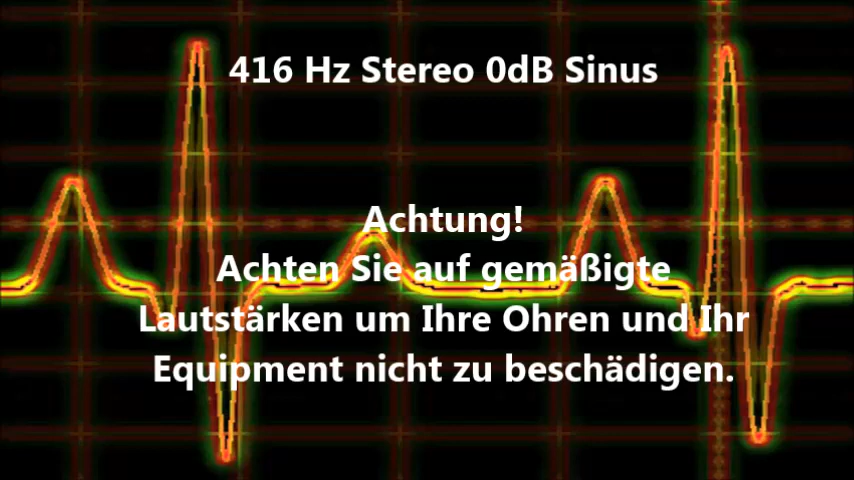 416 Hz Stereo 0dB Sinus
Achtung!
Achten Sie auf gemäßigte
Lautstärken um Ihre Ohren und Ihr
Equipment nicht zu beschädigen.